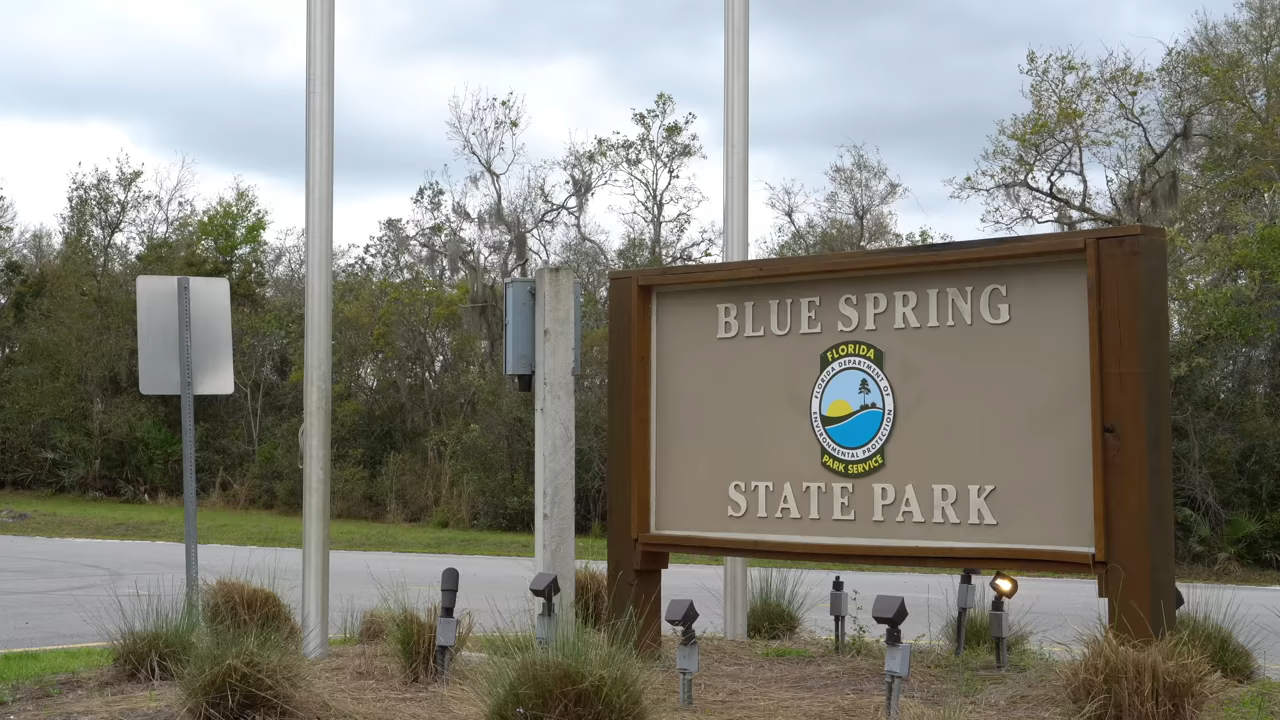 BLUE SPRING
FLORIDA
FLORIDA DEPARTMENT OF
ENVIRONMENTAL PROTECTION
PARK SERVICE
STATE PARK